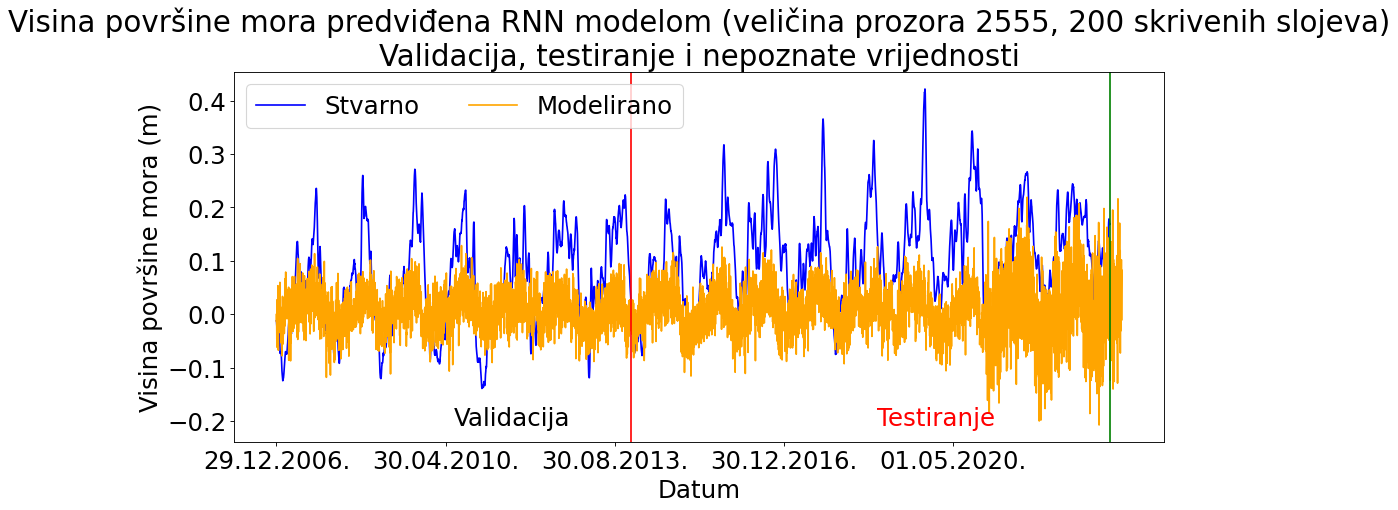 Visina površine mora predviđena RNN modelom (veličina prozora 2555, 200 skrivenih slojeva)
Validacija, testiranje i nepoznate vrijednosti
Stvarno Modelirano
Visina površine mora (m)
0.4
0.3
0.2
0.1
0.0
−0.1
−0.2
Validacija Testiranje
29.12.2006. 30.04.2010. 30.08.2013. 30.12.2016. 01.05.2020.
Datum